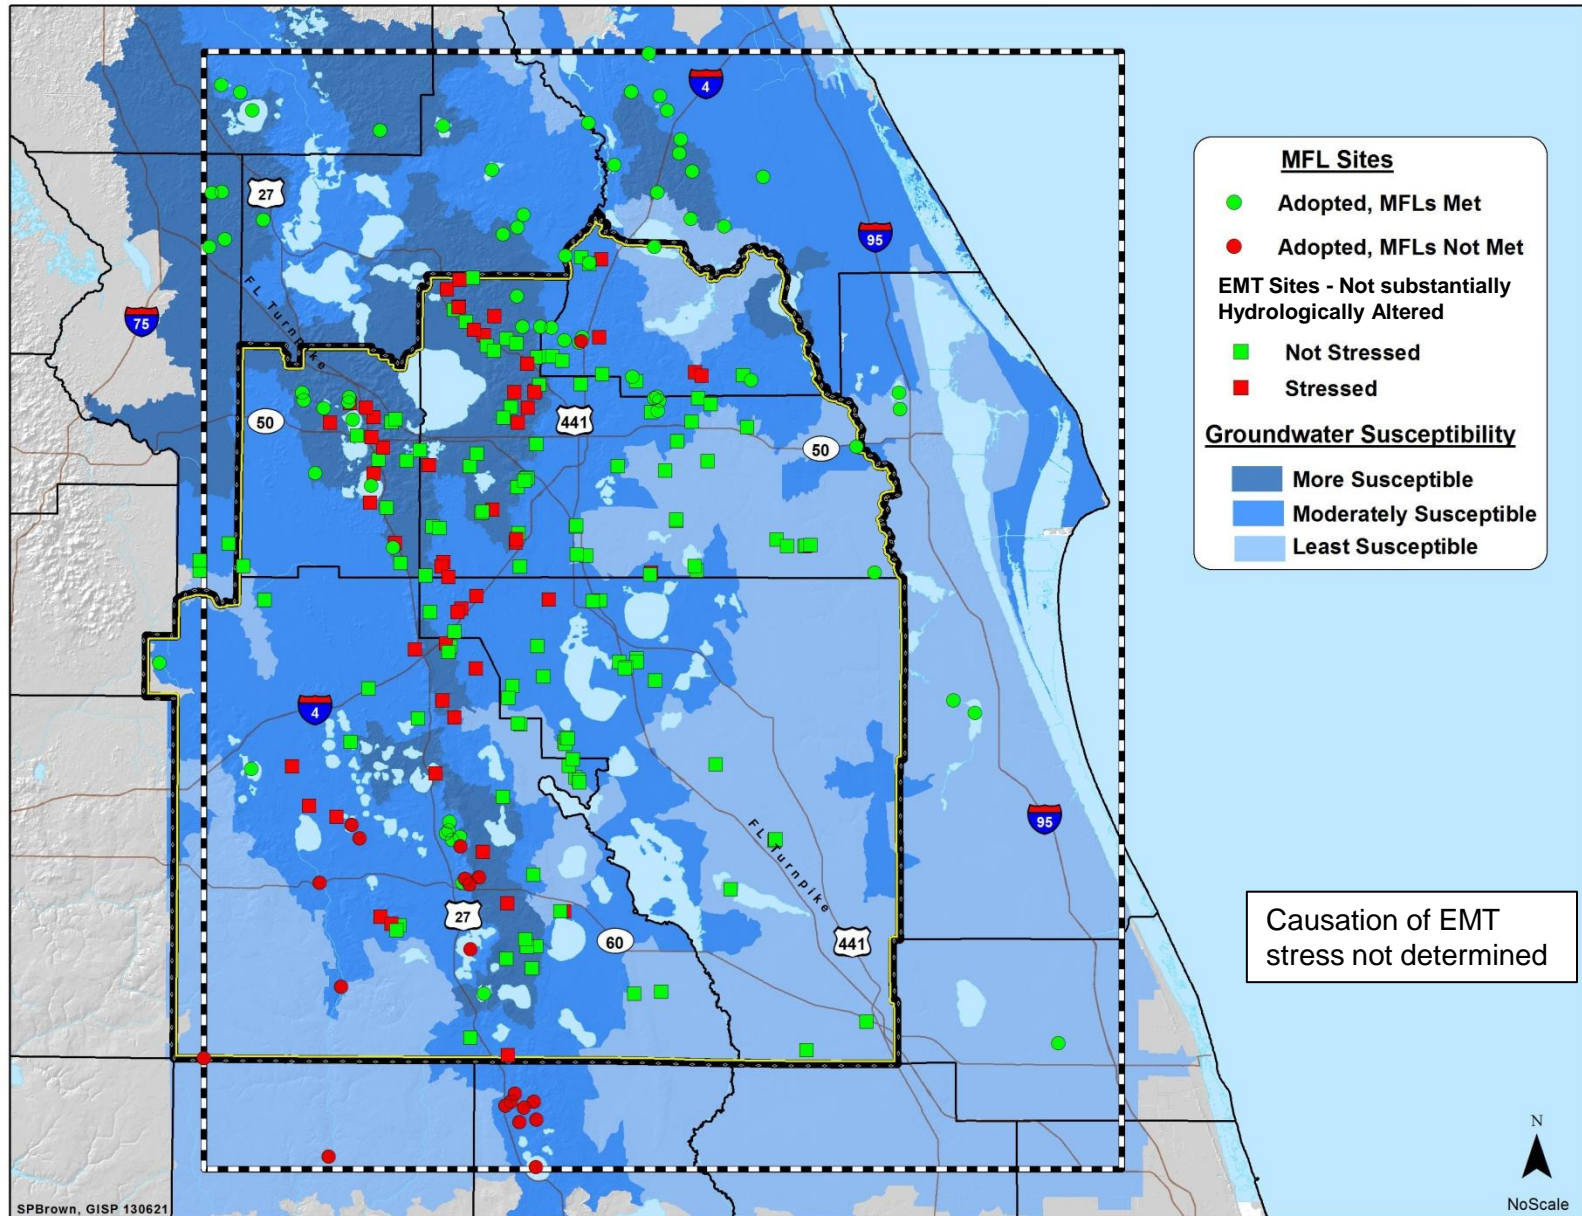 4
27
95
FL Turnpike
75
50
441
50
4
95
FL Turnpike
27
60
441
MFL Sites
Adopted, MFLs Met
Adopted, MFLs Not Met
EMT Sites - Not substantially
Hydrologically Altered
Not Stressed
Stressed
Groundwater Susceptibility
More Susceptible
Moderately Susceptible
Least Susceptible
Causation of EMT
stress not determined
N
NoScale
SPBrown, GISP 130621